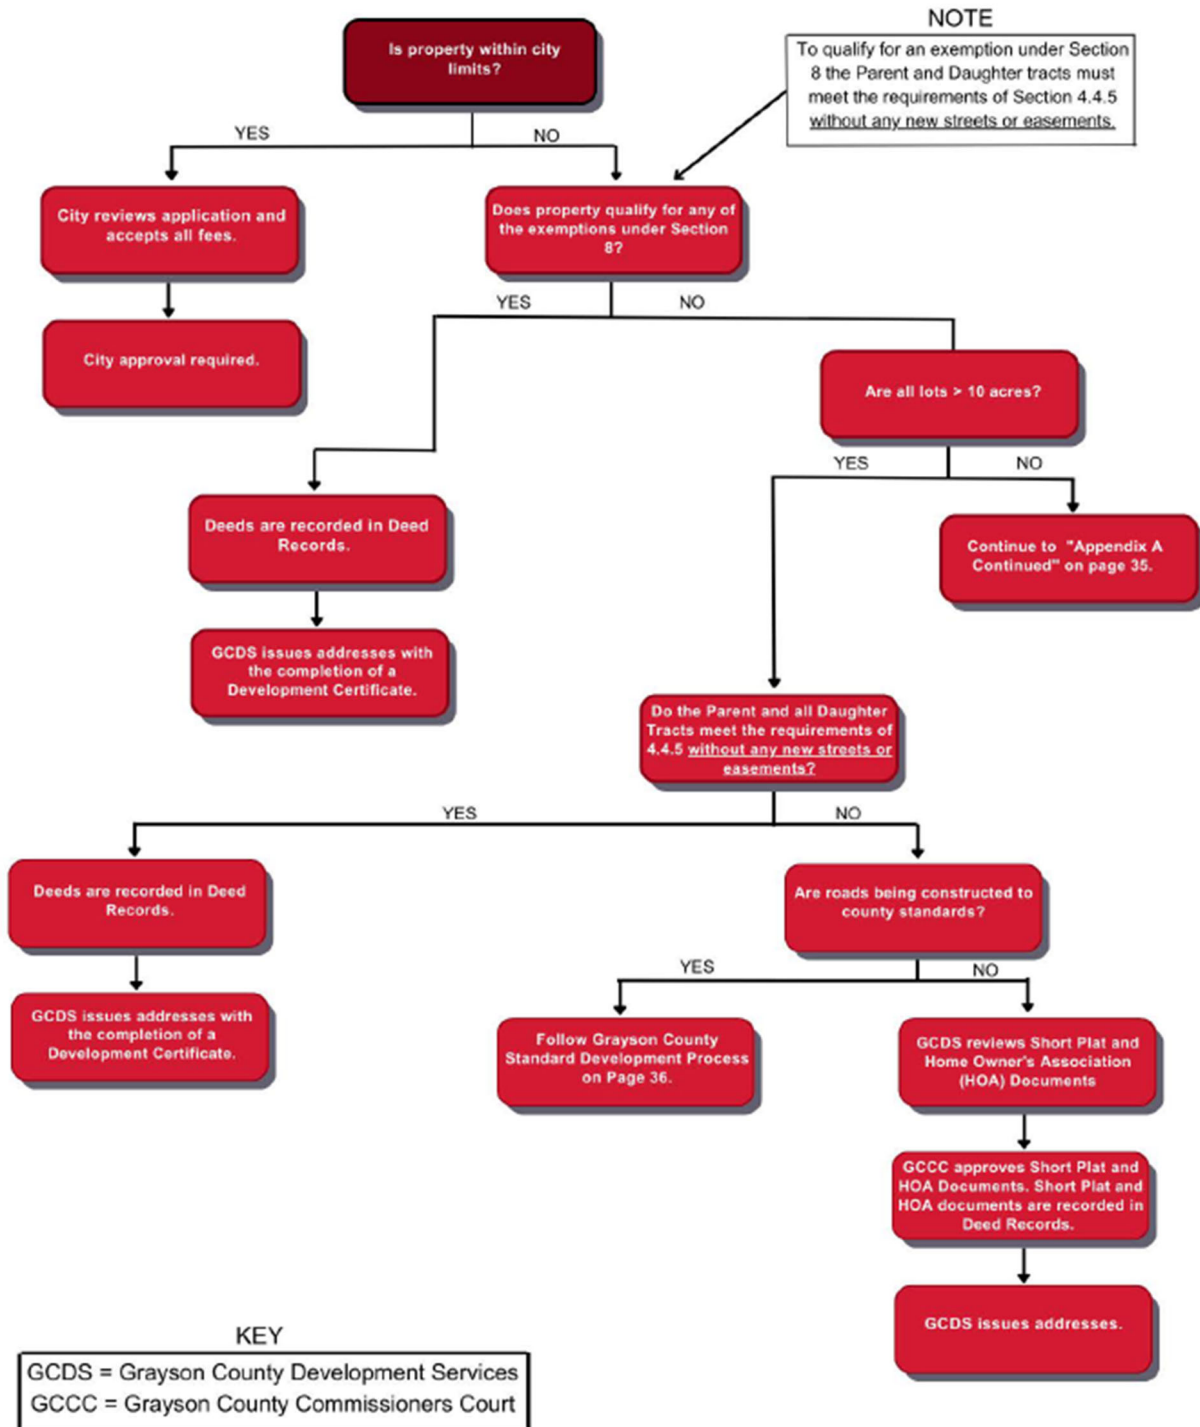 NOTE
To qualify for an exemption under Section
8 the Parent and Daughter tracts must
meet the requirements of Section 4.4.5
without any new streets or easements.
Is property within city
limits?
YES
NO
City reviews application and
accepts all fees.
Does property qualify for any of
the exemptions under Section
8?
City approval required.
YES
NO
Are all lots > 10 acres?
YES
NO
Deeds are recorded in Deed
Records.
Continue to "Appendix A
Continued" on page 35.
GCDS issues addresses with
the completion of a
Development Certificate.
Do the Parent and all Daughter
Tracts meet the requirements of
4.4.5 without any new streets or
easements?
YES
NO
Deeds are recorded in Deed
Records.
Are roads being constructed to
county standards?
YES
NO
GCDS issues addresses with
the completion of a
Development Certificate.
Follow Grayson County
Standard Development Process
on Page 36.
GCDS reviews Short Plat and
Home Owner's Association
(HOA) Documents
GCCC approves Short Plat and
HOA Documents. Short Plat and
HOA documents are recorded in
Deed Records.
GCDS issues addresses.
KEY
GCDS = Grayson County Development Services
GCCC = Grayson County Commissioners Court